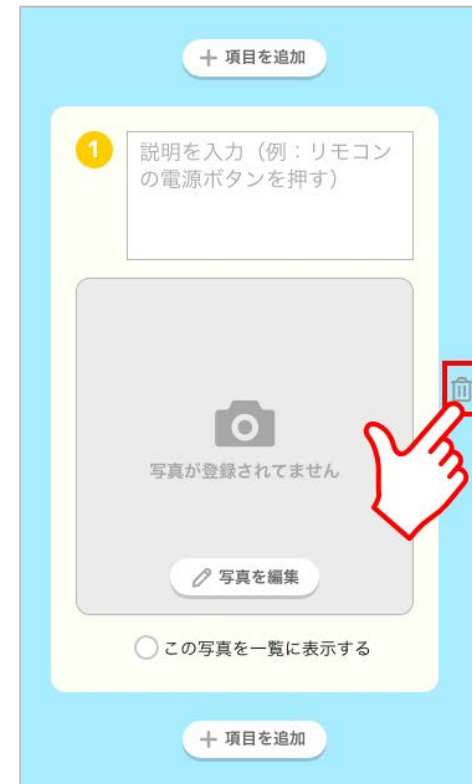 ＋ 項目を追加
1
説明を入力（例：リモコン
の電源ボタンを押す）
写真が登録されてません
写真を編集
この写真を一覧に表示する
＋ 項目を追加